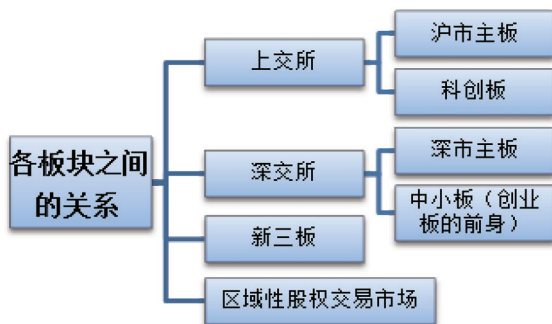 各板块之间
的关系
上交所
沪市主板
科创板
深交所
深市主板
中小板（创业
板的前身）
新三板
区域性股权交易市场